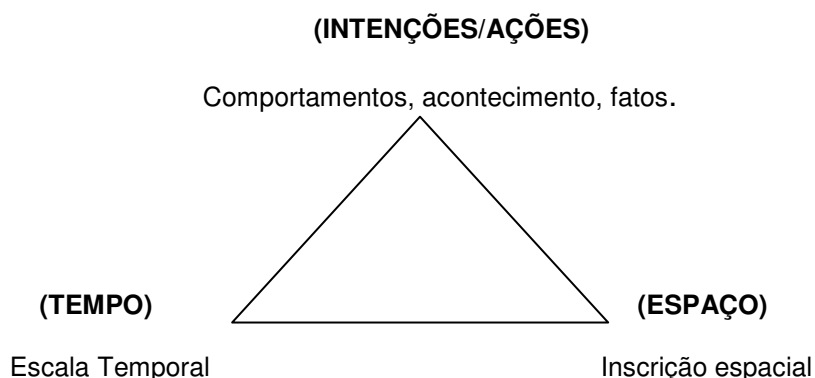 (INTENÇÕES/AÇÕES)
Comportamentos, acontecimento, fatos.
(TEMPO) (ESPAÇO)
Escala Temporal Inscrição espacial